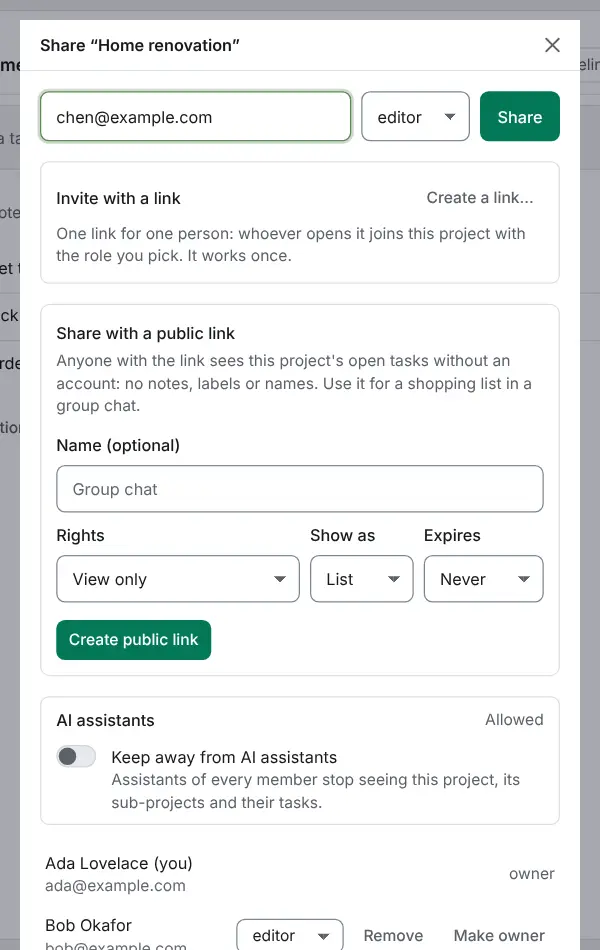 Share “Home renovation”
chen@example.com
editor
Share
Invite with a link
Create a link...
One link for one person: whoever opens it joins this project with
the role you pick. It works once.
Share with a public link
Anyone with the link sees this project's open tasks without an
account: no notes, labels or names. Use it for a shopping list in a
group chat.
Name (optional)
Group chat
Rights
Show as
Expires
View only
List
Never
Create public link
AI assistants
Allowed
Keep away from AI assistants
Assistants of every member stop seeing this project, its
sub-projects and their tasks.
Ada Lovelace (you)
ada@example.com
owner
Bob Okafor
bob@example.com
editor
Remove
Make owner